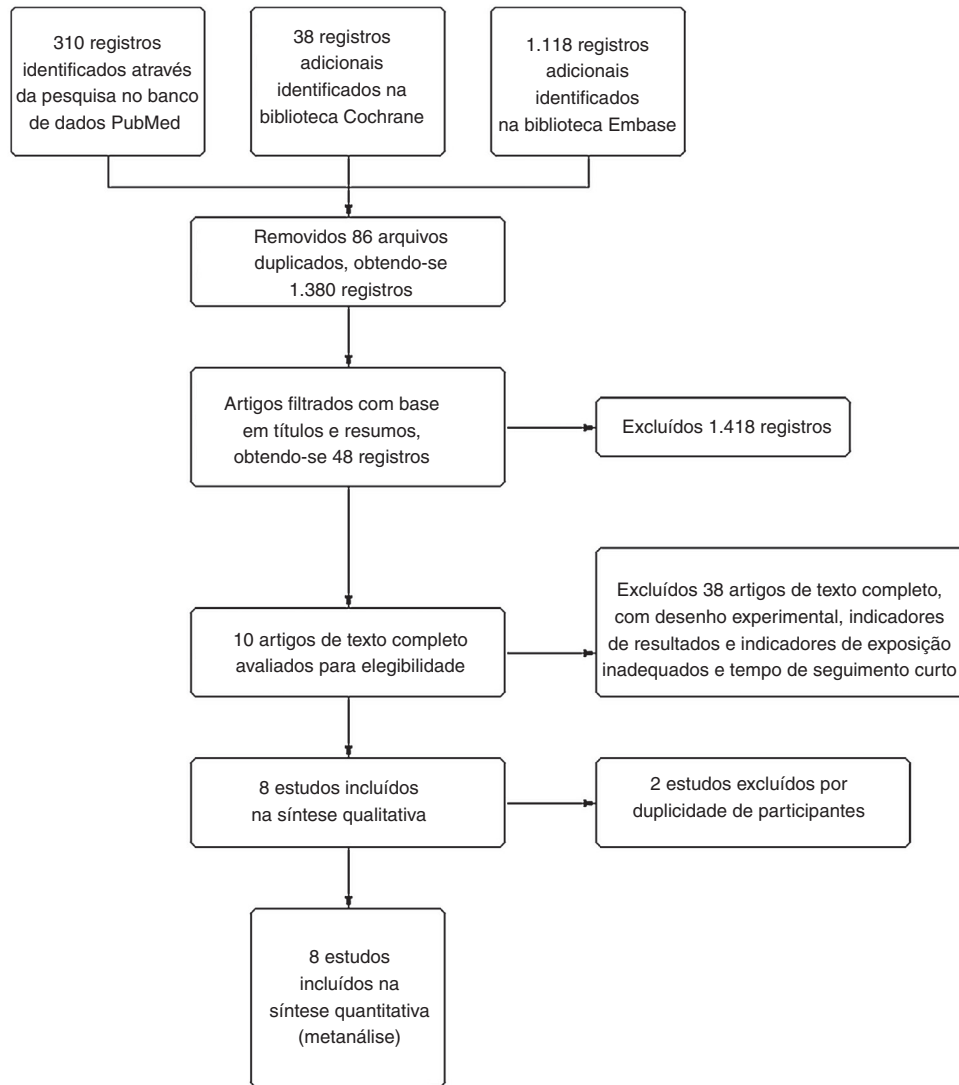 310 registros
identificados através
da pesquisa no banco
de dados PubMed
38 registros
adicionais
identificados na
biblioteca Cochrane
1.118 registros
adicionais
identificados
na biblioteca Embase
Removidos 86 arquivos
duplicados, obtendo-se
1.380 registros
Artigos filtrados com base
em títulos e resumos,
obtendo-se 48 registros
Excluídos 1.418 registros
10 artigos de texto completo
avaliados para elegibilidade
Excluídos 38 artigos de texto completo,
com desenho experimental, indicadores
de resultados e indicadores de exposição
inadequados e tempo de seguimento curto
8 estudos incluídos
na síntese qualitativa
2 estudos excluídos por
duplicidade de participantes
8 estudos
incluídos na
síntese quantitativa
(metanálise)